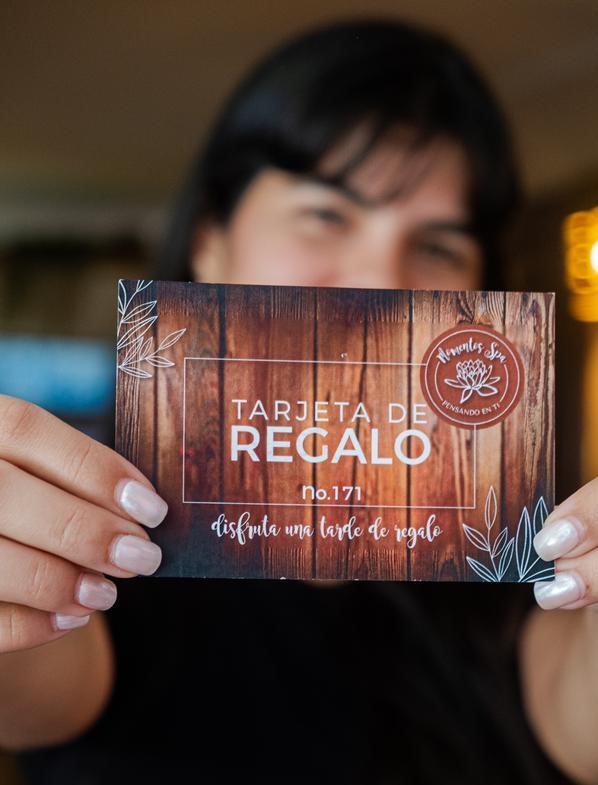 Momentos Spa
PENSANDO EN TI
TARJETA DE
REGALO
no.171
disfruta una tarde de regalo